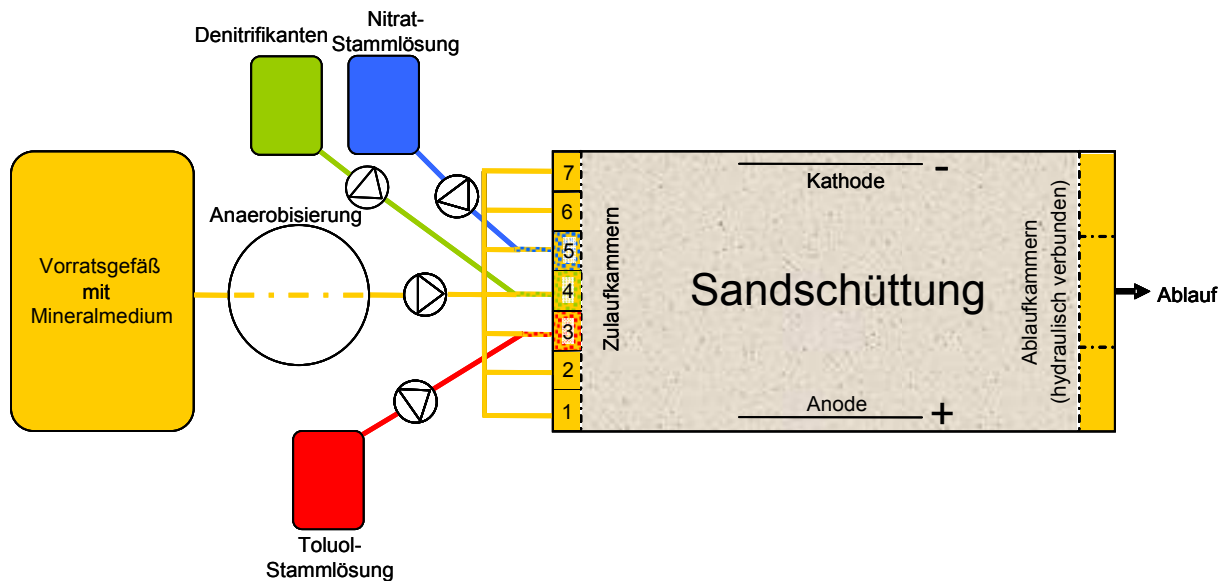 Denitrifikanten
Nitrat-
Stammlösung
Anaerobisierung
Vorratsgefäß
mit
Mineralmedium
Toluol-
Stammlösung
7
6
5
4
3
2
1
Zulaufkammern
Kathode
-
Sandschüttung
Anode
+
Ablaufkammern
(hydraulisch verbunden)
Ablauf